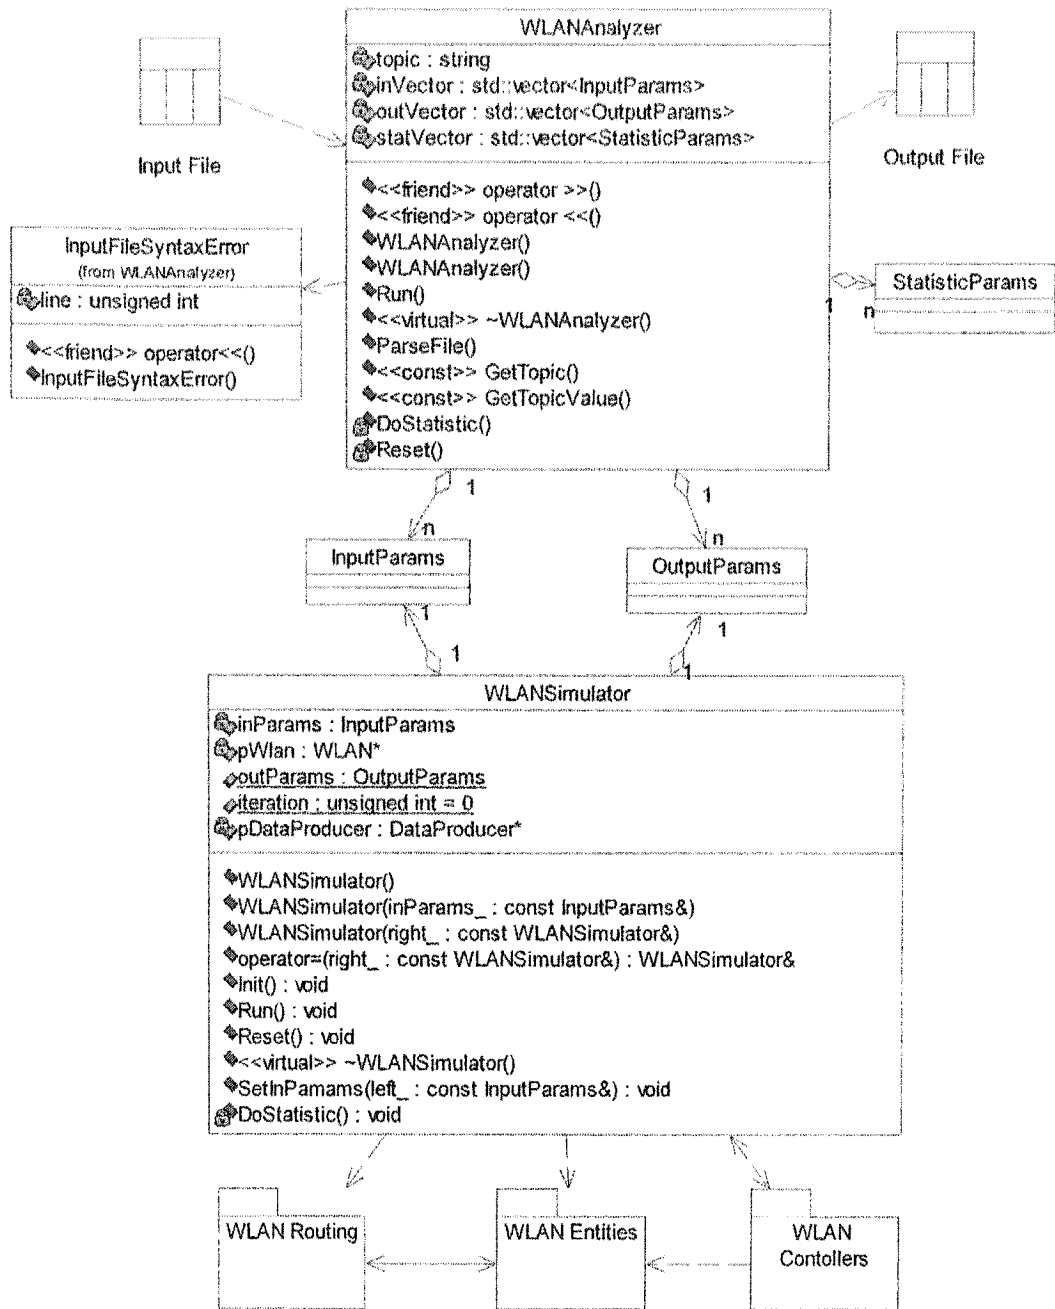 WLANAnalyzer
topic : string
inVector : std::vector<InputParams>
outVector : std::vector<OutputParams>
statVector : std::vector<StatisticParams>
Input File
Output File
<<friend>> operator >>()
<<friend>> operator <<()
WLANAnalyzer()
WLANAnalyzer()
Run()
<<virtual>> ~WLANAnalyzer()
ParseFile()
<<const>> GetTopic()
<<const>> GetTopicValue()
DoStatistic()
Reset()
InputFileSyntaxError
(from WLANAnalyzer)
line : unsigned int
<<friend>> operator<<()
InputFileSyntaxError()
StatisticParams
1
n
1
1
n
n
InputParams
OutputParams
1
1
1
1
WLANSimulator
inParams : InputParams
pWlan : WLAN*
outParams : OutputParams
iteration : unsigned int = 0
pDataProducer : DataProducer*
WLANSimulator()
WLANSimulator(inParams_ : const InputParams&)
WLANSimulator(right_ : const WLANSimulator&)
operator=(right_ : const WLANSimulator&) : WLANSimulator&
Init() : void
Run() : void
Reset() : void
<<virtual>> ~WLANSimulator()
SetInPamams(left_ : const InputParams&) : void
DoStatistic() : void
WLAN Routing
WLAN Entities
WLAN
Contollers